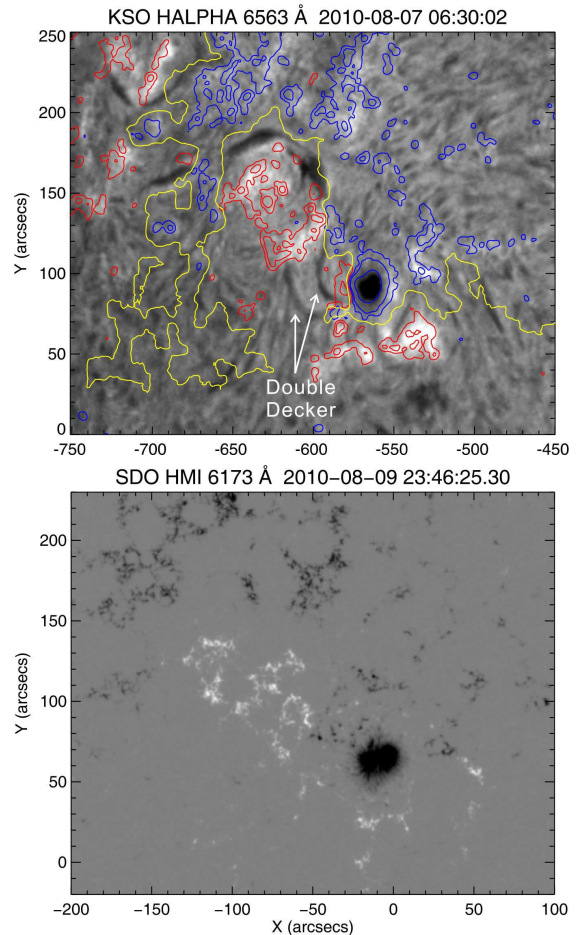 KSO HALPHA 6563 Å 2010-08-07 06:30:02
250
200
150
100
50
0
Y (arcsecs)
Double
Decker
-750 -700 -650 -600 -550 -500 -450
SDO HMI 6173 Å 2010-08-09 23:46:25.30
200
150
100
50
0
Y (arcsecs)
-200 -150 -100 -50 0 50 100
X (arcsecs)